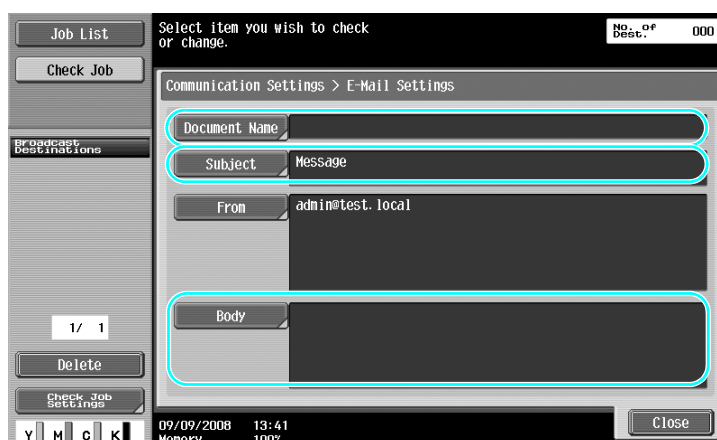 Job List
Check Job
Broadcast
Destinations
1/ 1
Delete
Check Job
Settings
Y M C K
Select item you wish to check
or change.
No. of
Dest.
000
Communication Settings > E-Mail Settings
Document Name
Subject
Message
From
admin@test.local
Body
09/09/2008 13:41
Memory 100%
Close